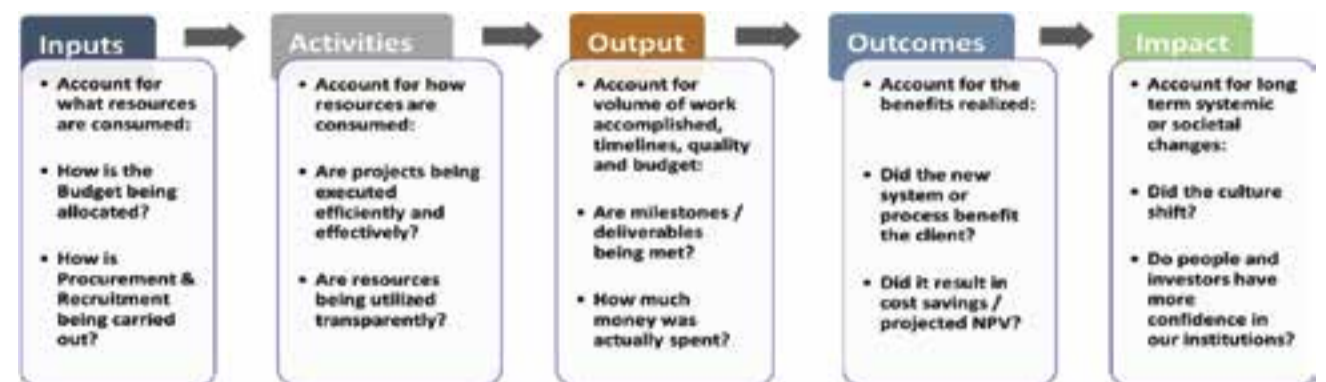 Inputs
• Account for
what resources
are consumed:
• How is the
Budget being
allocated?
• How is
Procurement &
Recruitment
being carried
out?
Activities
• Account for how
resources are
consumed:
• Are projects being
executed
efficiently and
effectively?
• Are resources
being utilized
transparently?
Output
• Account for
volume of work
accomplished,
timelines, quality
and budget:
• Are milestones /
deliverables
being met?
• How much
money was
actually spent?
Outcomes
• Account for the
benefits realized:
• Did the new
system or
process benefit
the client?
• Did it result in
cost savings /
projected NPV?
Impact
• Account for long
term systemic
or societal
changes:
• Did the culture
shift?
• Do people and
investors have
more
confidence in
our institutions?